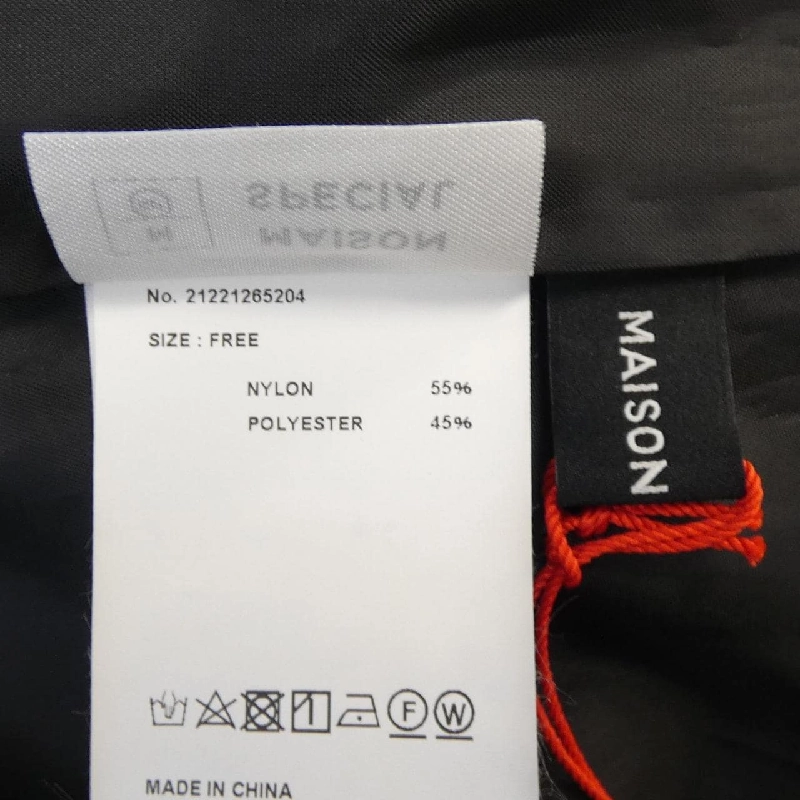 MAISON
SPECIAL
No. 21221265204
SIZE : FREE
NYLON 55%
POLYESTER 45%
F W
MADE IN CHINA
MAISON